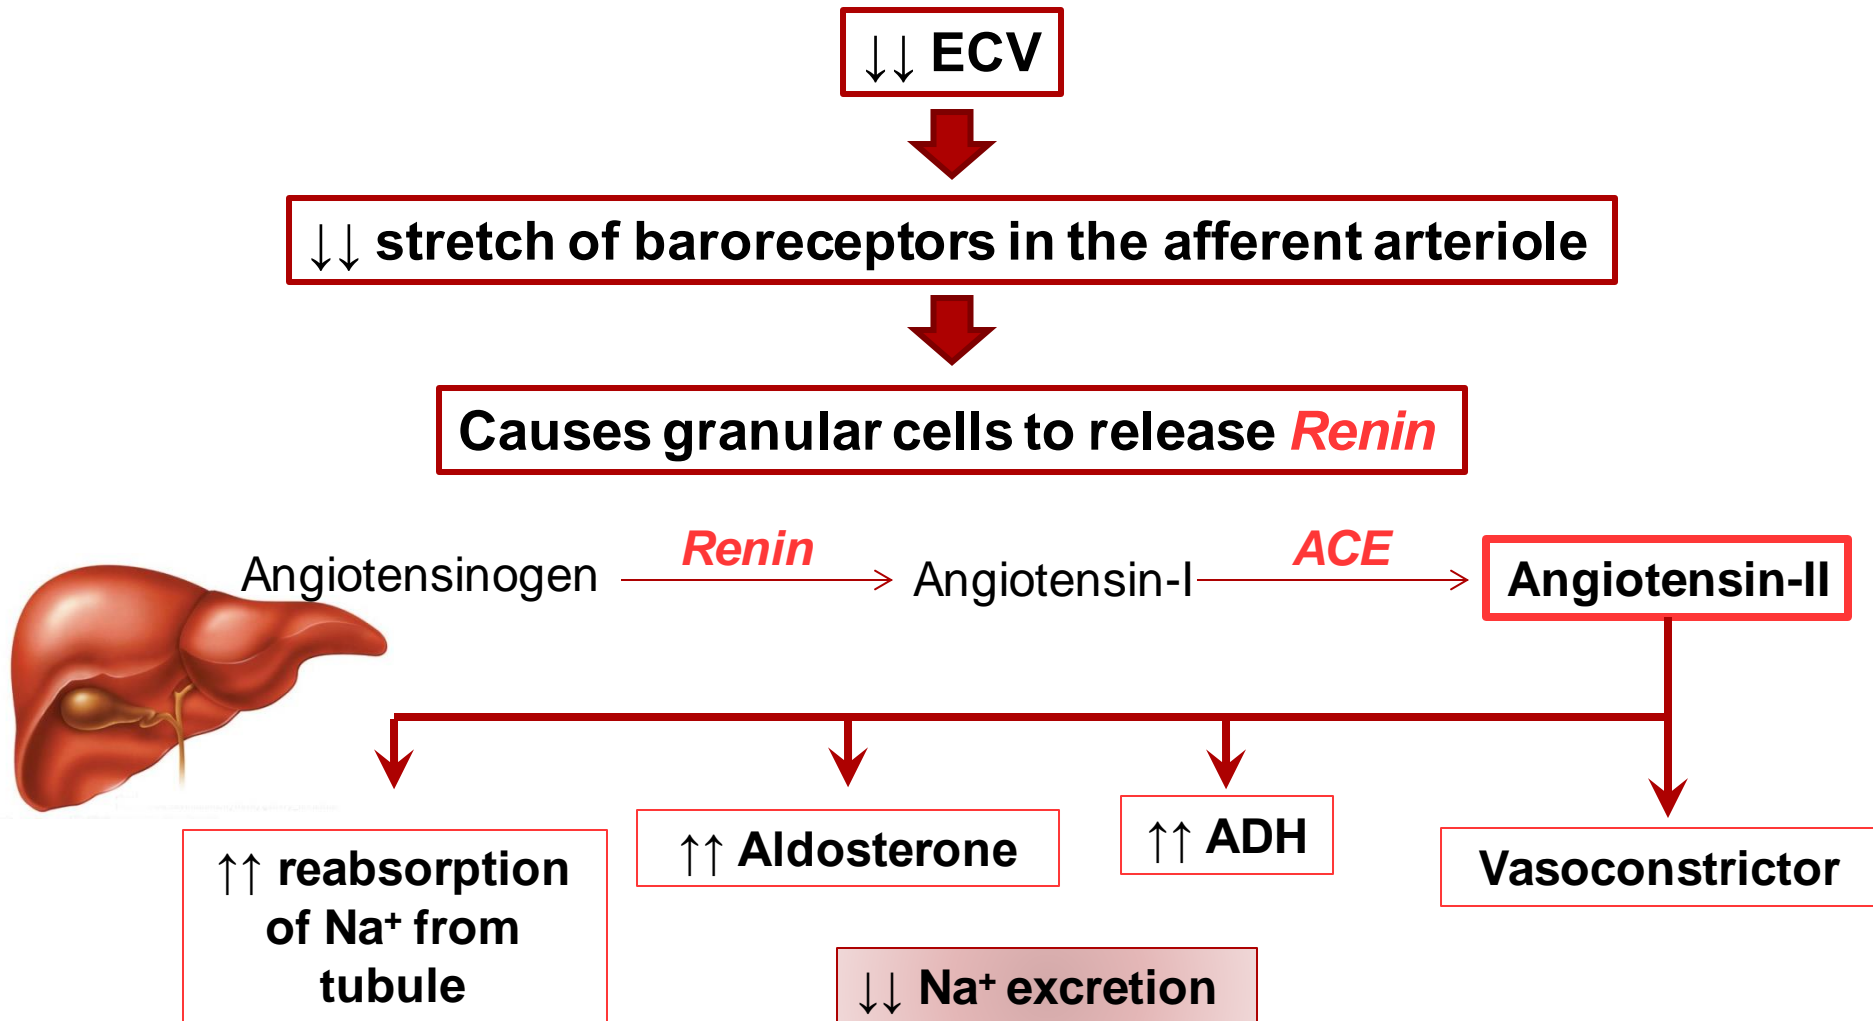 ↓↓ ECV
↓↓ stretch of baroreceptors in the afferent arteriole
Causes granular cells to release Renin
Angiotensinogen
Renin
Angiotensin-I
ACE
Angiotensin-II
↑↑ reabsorption
of Na⁺ from
tubule
↑↑ Aldosterone
↑↑ ADH
Vasoconstrictor
↓↓ Na⁺ excretion